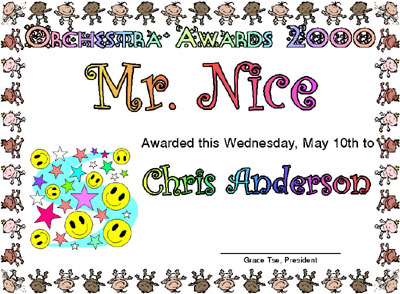 Orchestra Awards 2000
Mr. Nice
Awarded this Wednesday, May 10th to
Chris Anderson
Grace Tse, President